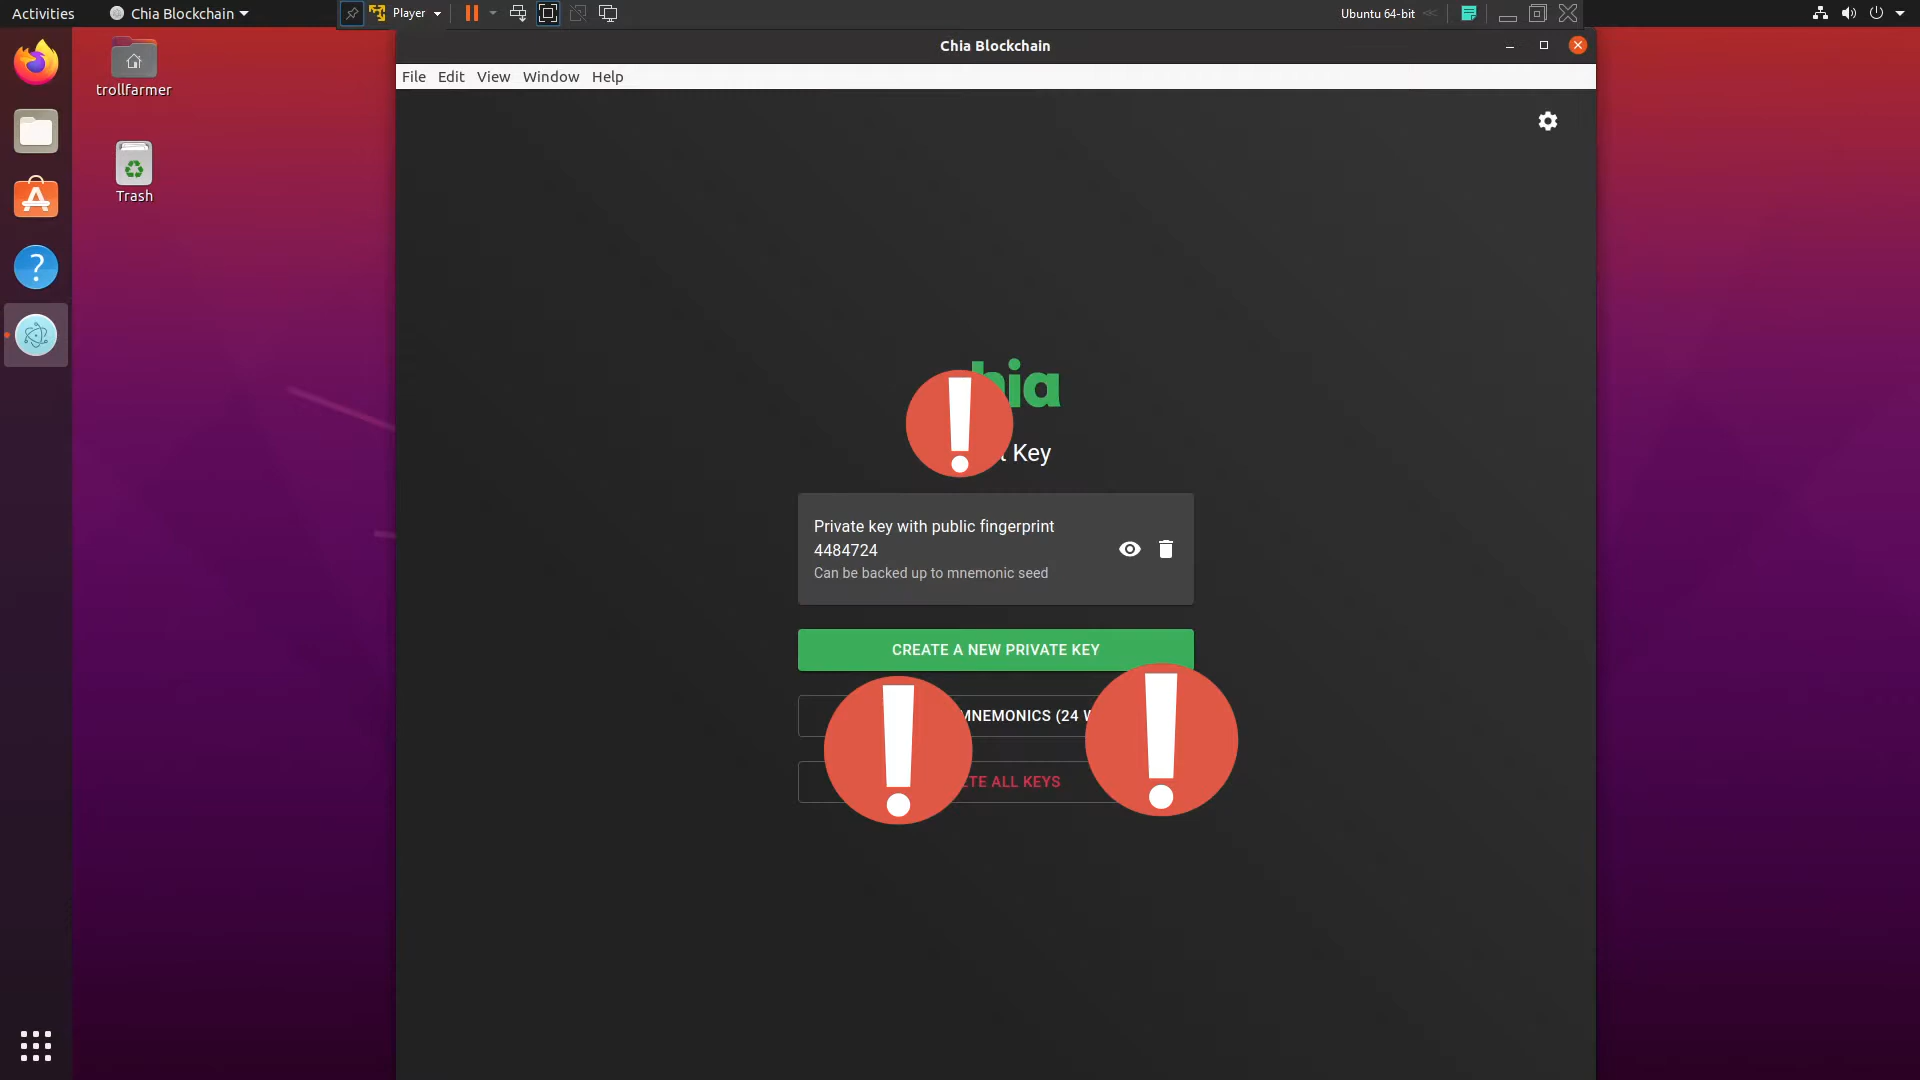 Activities
Chia Blockchain
Player
Ubuntu 64-bit
trollfarmer
Trash
Chia Blockchain
File Edit View Window Help
hia
t Key
Private key with public fingerprint
4484724
Can be backed up to mnemonic seed
CREATE A NEW PRIVATE KEY
MNEMONICS (24 W
TE ALL KEYS